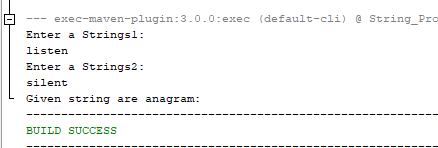 --- exec-maven-plugin:3.0.0:exec (default-cli) @ String_Pro
Enter a Strings1:
listen
Enter a Strings2:
silent
Given string are anagram:
------------------------------------------------------------
BUILD SUCCESS
------------------------------------------------------------